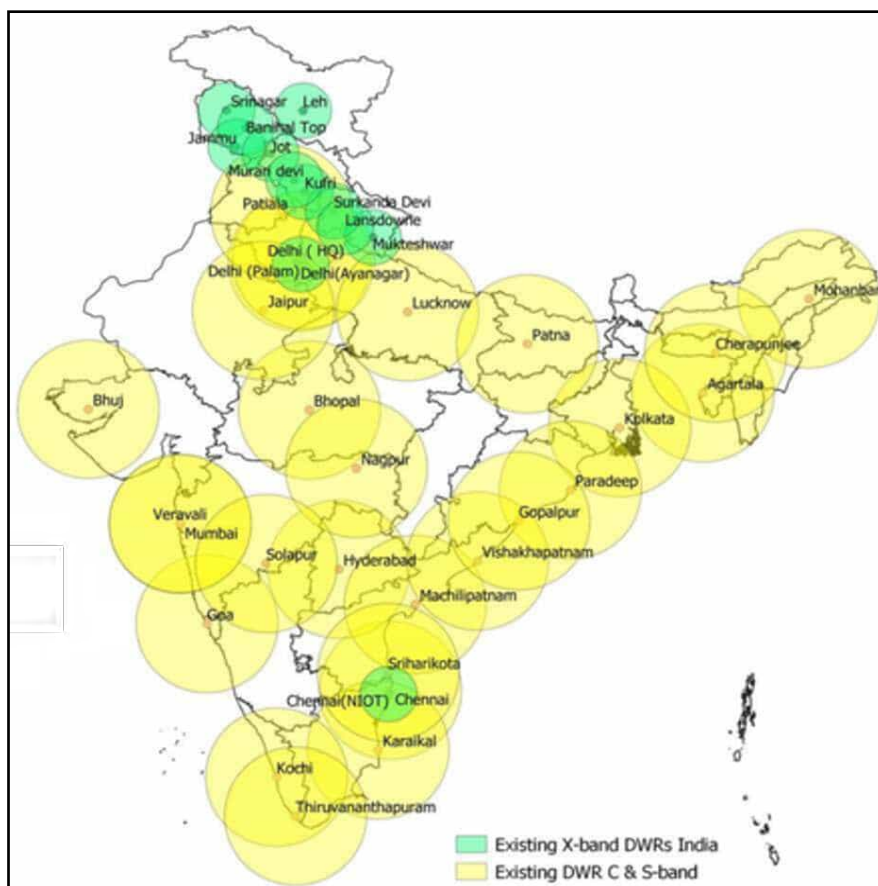 Srinagar
Leh
Banihal Top
Jammu
Jot
Murari devi
Kufri
Patiala
Surkanda Devi
Lansdowne
Mukteshwar
Delhi ( HQ)
Delhi (Palam)
Delhi(Ayanagar)
Jaipur
Lucknow
Mohanbari
Patna
Cherapunjee
Agartala
Bhuj
Bhopal
Kolkata
Nagpur
Paradeep
Gopalpur
Veravali
Mumbai
Solapur
Hyderabad
Vishakhapatnam
Machilipatnam
Goa
Sriharikota
Chennai(NIOT)
Chennai
Karaikal
Kochi
Thiruvananthapuram
Existing X-band DWRs India
Existing DWR C & S-band